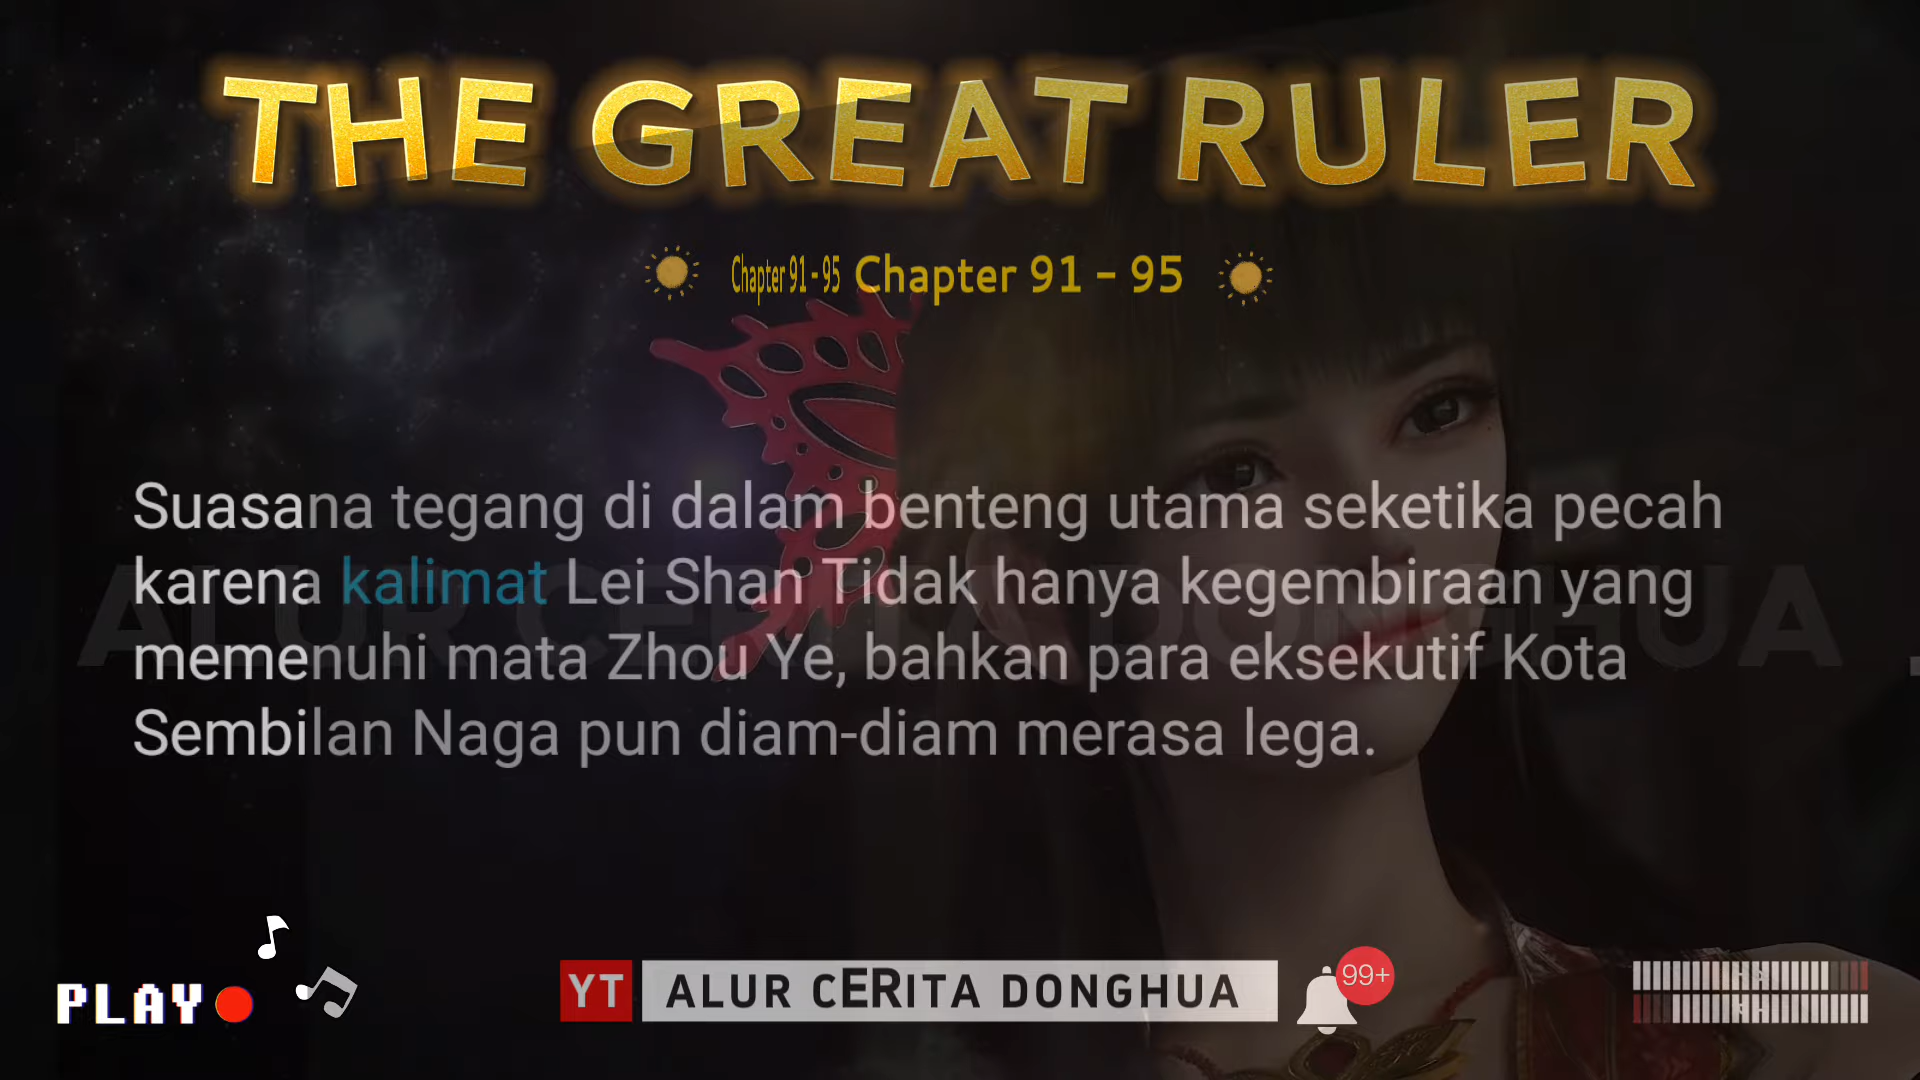 THE GREAT RULER
Chapter 91 - 95 Chapter 91 - 95
Suasana tegang di dalam benteng utama seketika pecah
karena kalimat Lei Shan Tidak hanya kegembiraan yang
memenuhi mata Zhou Ye, bahkan para eksekutif Kota
Sembilan Naga pun diam-diam merasa lega.
ALUR CERITA DONGHUA
PLAY
YT ALUR CERITA DONGHUA
99+